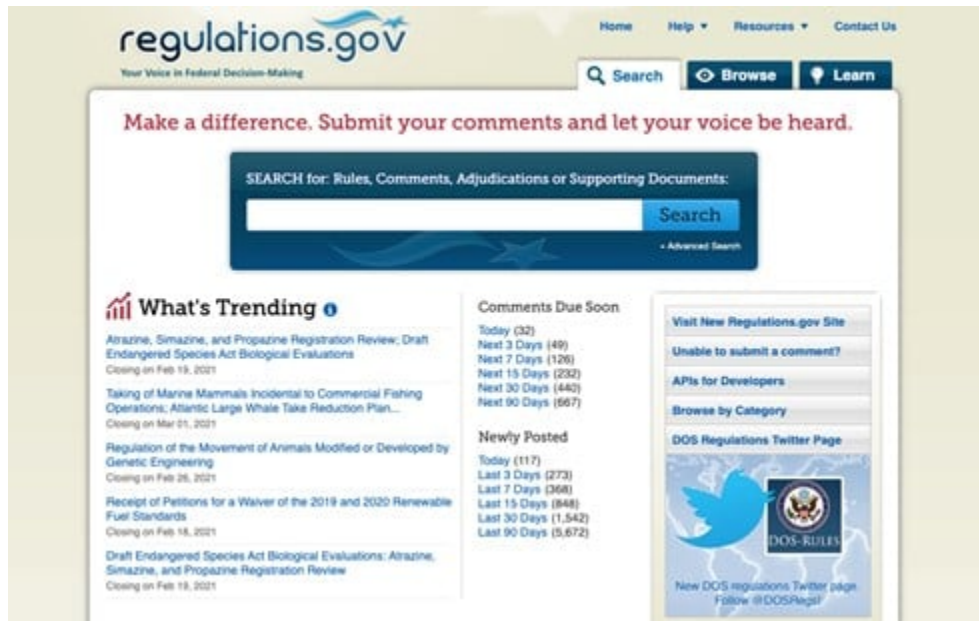 regulations.gov
Your Voice in Federal Decision-Making
Home Help Resources Contact Us
Search Browse Learn
Make a difference. Submit your comments and let your voice be heard.
SEARCH for: Rules, Comments, Adjudications or Supporting Documents:
Search
» Advanced Search
What's Trending
Atrazine, Simazine, and Propazine Registration Review; Draft
Endangered Species Act Biological Evaluations
Closing on Feb 19, 2021
Taking of Marine Mammals Incidental to Commercial Fishing
Operations; Atlantic Large Whale Take Reduction Plan...
Closing on Mar 01, 2021
Regulation of the Movement of Animals Modified or Developed by
Genetic Engineering
Closing on Feb 26, 2021
Receipt of Petitions for a Waiver of the 2019 and 2020 Renewable
Fuel Standards
Closing on Feb 18, 2021
Draft Endangered Species Act Biological Evaluations: Atrazine,
Simazine, and Propazine Registration Review
Closing on Feb 19, 2021
Comments Due Soon
Today (32)
Next 3 Days (49)
Next 7 Days (126)
Next 15 Days (232)
Next 30 Days (440)
Next 90 Days (667)
Newly Posted
Today (117)
Last 3 Days (273)
Last 7 Days (368)
Last 15 Days (848)
Last 30 Days (1,542)
Last 90 Days (5,672)
Visit New Regulations.gov Site
Unable to submit a comment?
APIs for Developers
Browse by Category
DOS Regulations Twitter Page
DOS-RULES
New DOS regulations Twitter page
Follow @DOSRegs!